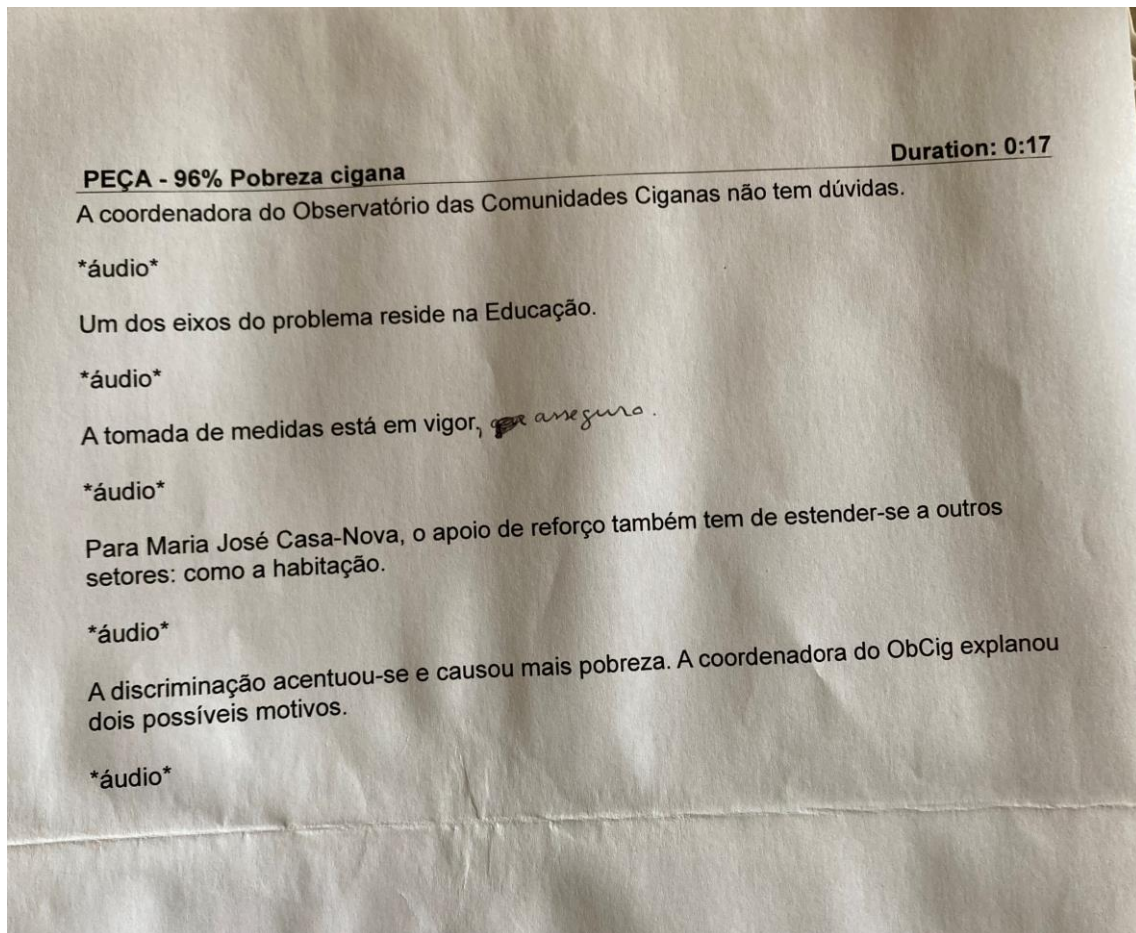 PEÇA - 96% Pobreza cigana Duration: 0:17
A coordenadora do Observatório das Comunidades Ciganas não tem dúvidas.
*áudio*
Um dos eixos do problema reside na Educação.
*áudio*
A tomada de medidas está em vigor, asseguro.
*áudio*
Para Maria José Casa-Nova, o apoio de reforço também tem de estender-se a outros
setores: como a habitação.
*áudio*
A discriminação acentuou-se e causou mais pobreza. A coordenadora do ObCig explanou
dois possíveis motivos.
*áudio*